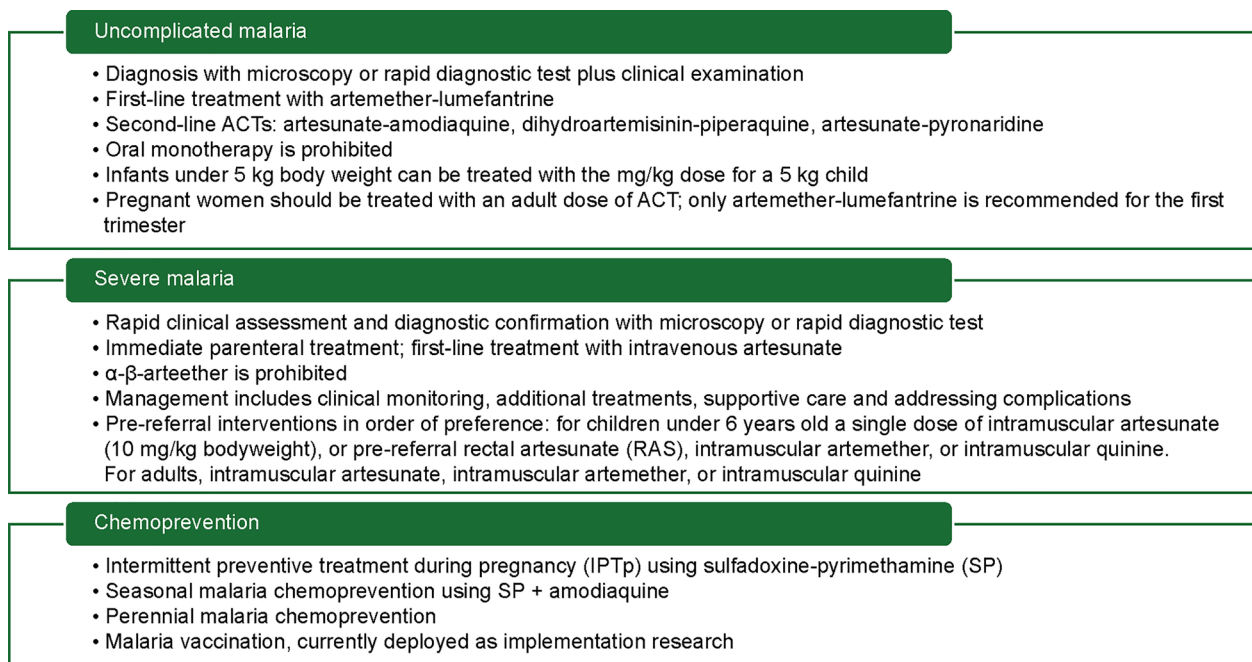 Uncomplicated malaria
• Diagnosis with microscopy or rapid diagnostic test plus clinical examination
• First-line treatment with artemether-lumefantrine
• Second-line ACTs: artesunate-amodiaquine, dihydroartemisinin-piperaquine, artesunate-pyronaridine
• Oral monotherapy is prohibited
• Infants under 5 kg body weight can be treated with the mg/kg dose for a 5 kg child
• Pregnant women should be treated with an adult dose of ACT; only artemether-lumefantrine is recommended for the first
trimester
Severe malaria
• Rapid clinical assessment and diagnostic confirmation with microscopy or rapid diagnostic test
• Immediate parenteral treatment; first-line treatment with intravenous artesunate
• α-β-arteether is prohibited
• Management includes clinical monitoring, additional treatments, supportive care and addressing complications
• Pre-referral interventions in order of preference: for children under 6 years old a single dose of intramuscular artesunate
(10 mg/kg bodyweight), or pre-referral rectal artesunate (RAS), intramuscular artemether, or intramuscular quinine.
For adults, intramuscular artesunate, intramuscular artemether, or intramuscular quinine
Chemoprevention
• Intermittent preventive treatment during pregnancy (IPTp) using sulfadoxine-pyrimethamine (SP)
• Seasonal malaria chemoprevention using SP + amodiaquine
• Perennial malaria chemoprevention
• Malaria vaccination, currently deployed as implementation research